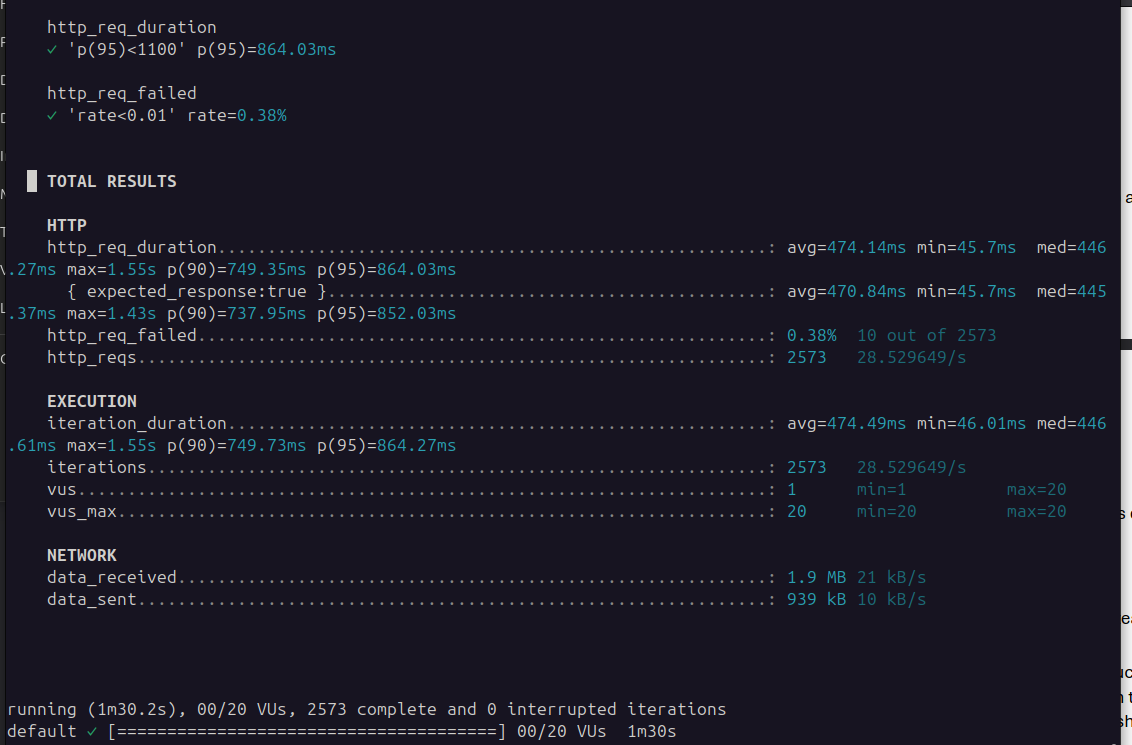 http_req_duration
✓ 'p(95)<1100' p(95)=864.03ms
http_req_failed
✓ 'rate<0.01' rate=0.38%
TOTAL RESULTS
HTTP
http_req_duration.......................................................: avg=474.14ms min=45.7ms  med=446
.27ms max=1.55s p(90)=749.35ms p(95)=864.03ms
{ expected_response:true }............................................: avg=470.84ms min=45.7ms  med=445
.37ms max=1.43s p(90)=737.95ms p(95)=852.03ms
http_req_failed.........................................................: 0.38%  10 out of 2573
http_reqs...............................................................: 2573   28.529649/s
EXECUTION
iteration_duration......................................................: avg=474.49ms min=46.01ms med=446
.61ms max=1.55s p(90)=749.73ms p(95)=864.27ms
iterations..............................................................: 2573   28.529649/s
vus.....................................................................: 1      min=1          max=20
vus_max.................................................................: 20     min=20         max=20
NETWORK
data_received...........................................................: 1.9 MB 21 kB/s
data_sent...............................................................: 939 kB 10 kB/s
running (1m30.2s), 00/20 VUs, 2573 complete and 0 interrupted iterations
default ✓ [======================================] 00/20 VUs  1m30s